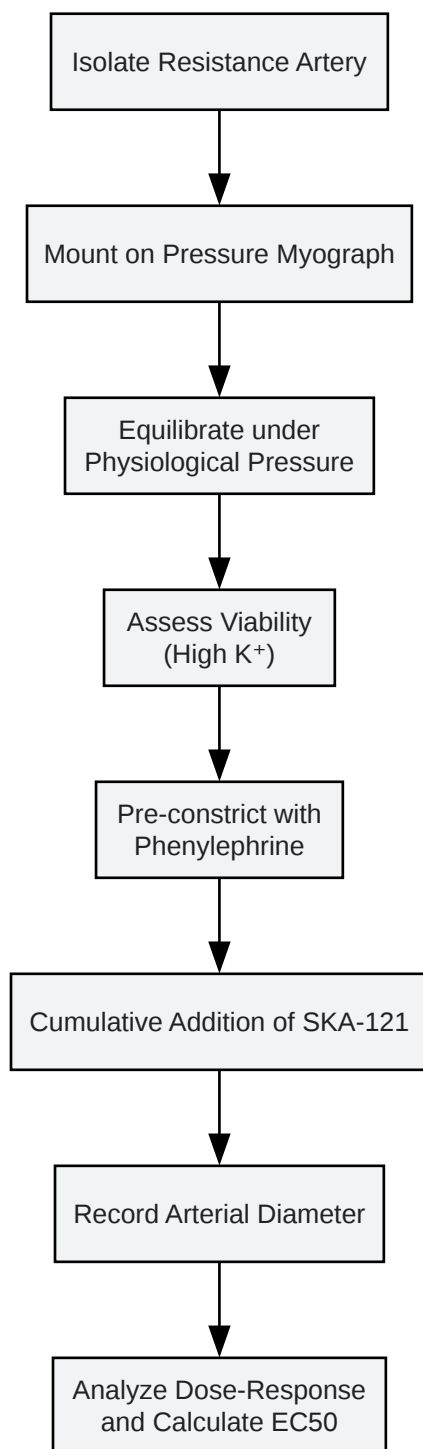 Isolate Resistance Artery
Mount on Pressure Myograph
Equilibrate under
Physiological Pressure
Assess Viability
(High K⁺)
Pre-constrict with
Phenylephrine
Cumulative Addition of SKA-121
Record Arterial Diameter
Analyze Dose-Response
and Calculate EC50